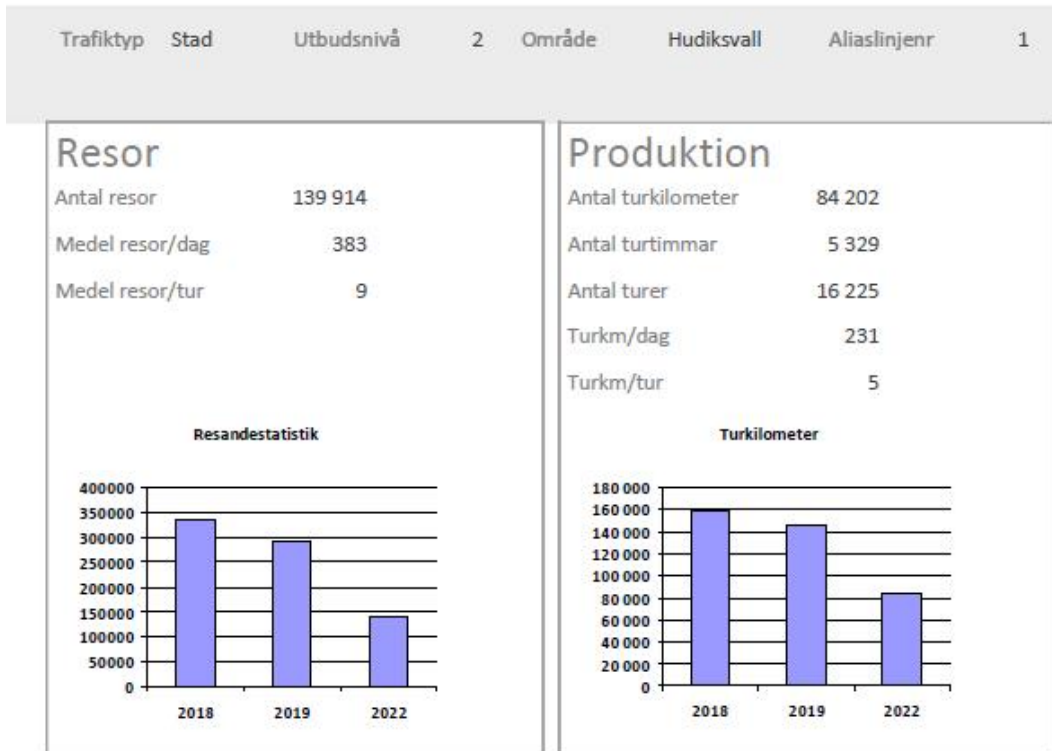 Trafiktyp Stad Utbudsnivå 2 Område Hudiksvall Aliaslinjenr 1
Resor
Antal resor 139 914
Medel resor/dag 383
Medel resor/tur 9
Resandestatistik
400000
350000
300000
250000
200000
150000
100000
50000
0
2018 2019 2022
Produktion
Antal turkilometer 84 202
Antal turtimmar 5 329
Antal turer 16 225
Turkm/dag 231
Turkm/tur 5
Turkilometer
180 000
160 000
140 000
120 000
100 000
80 000
60 000
40 000
20 000
0
2018 2019 2022